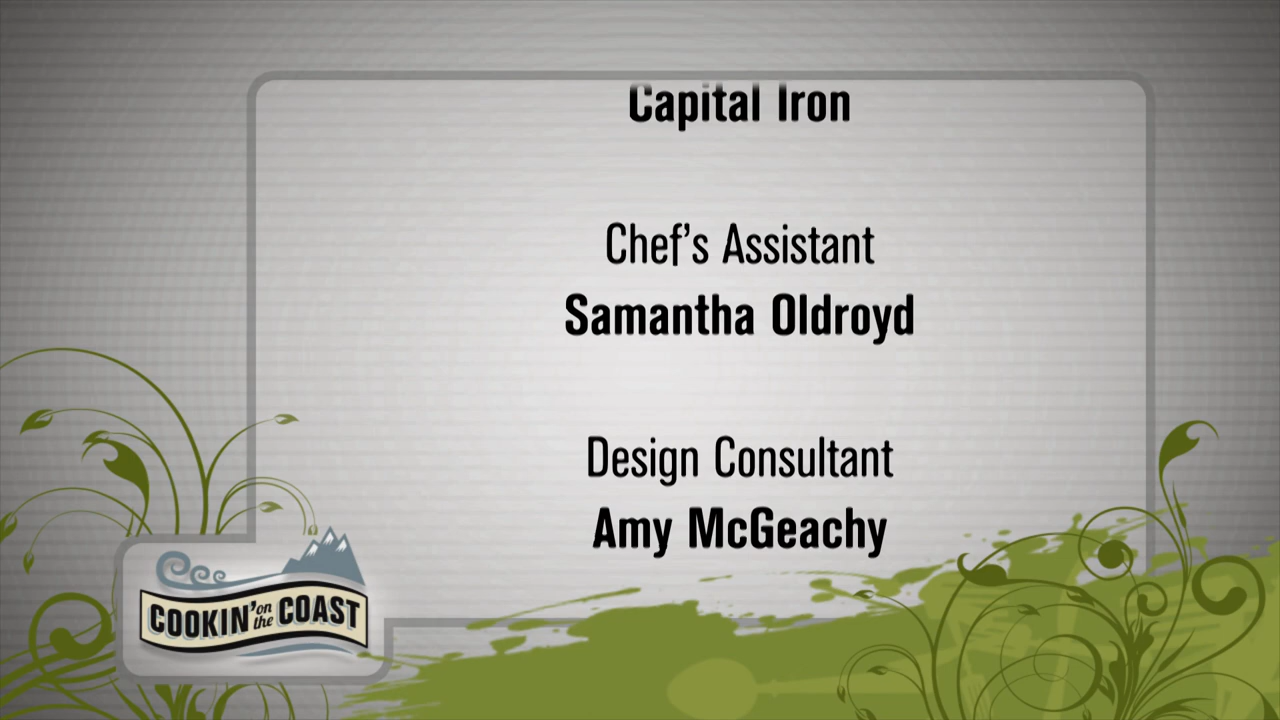 Capital Iron
Chef's Assistant
Samantha Oldroyd
Design Consultant
Amy McGeachy
COOKIN' on the COAST